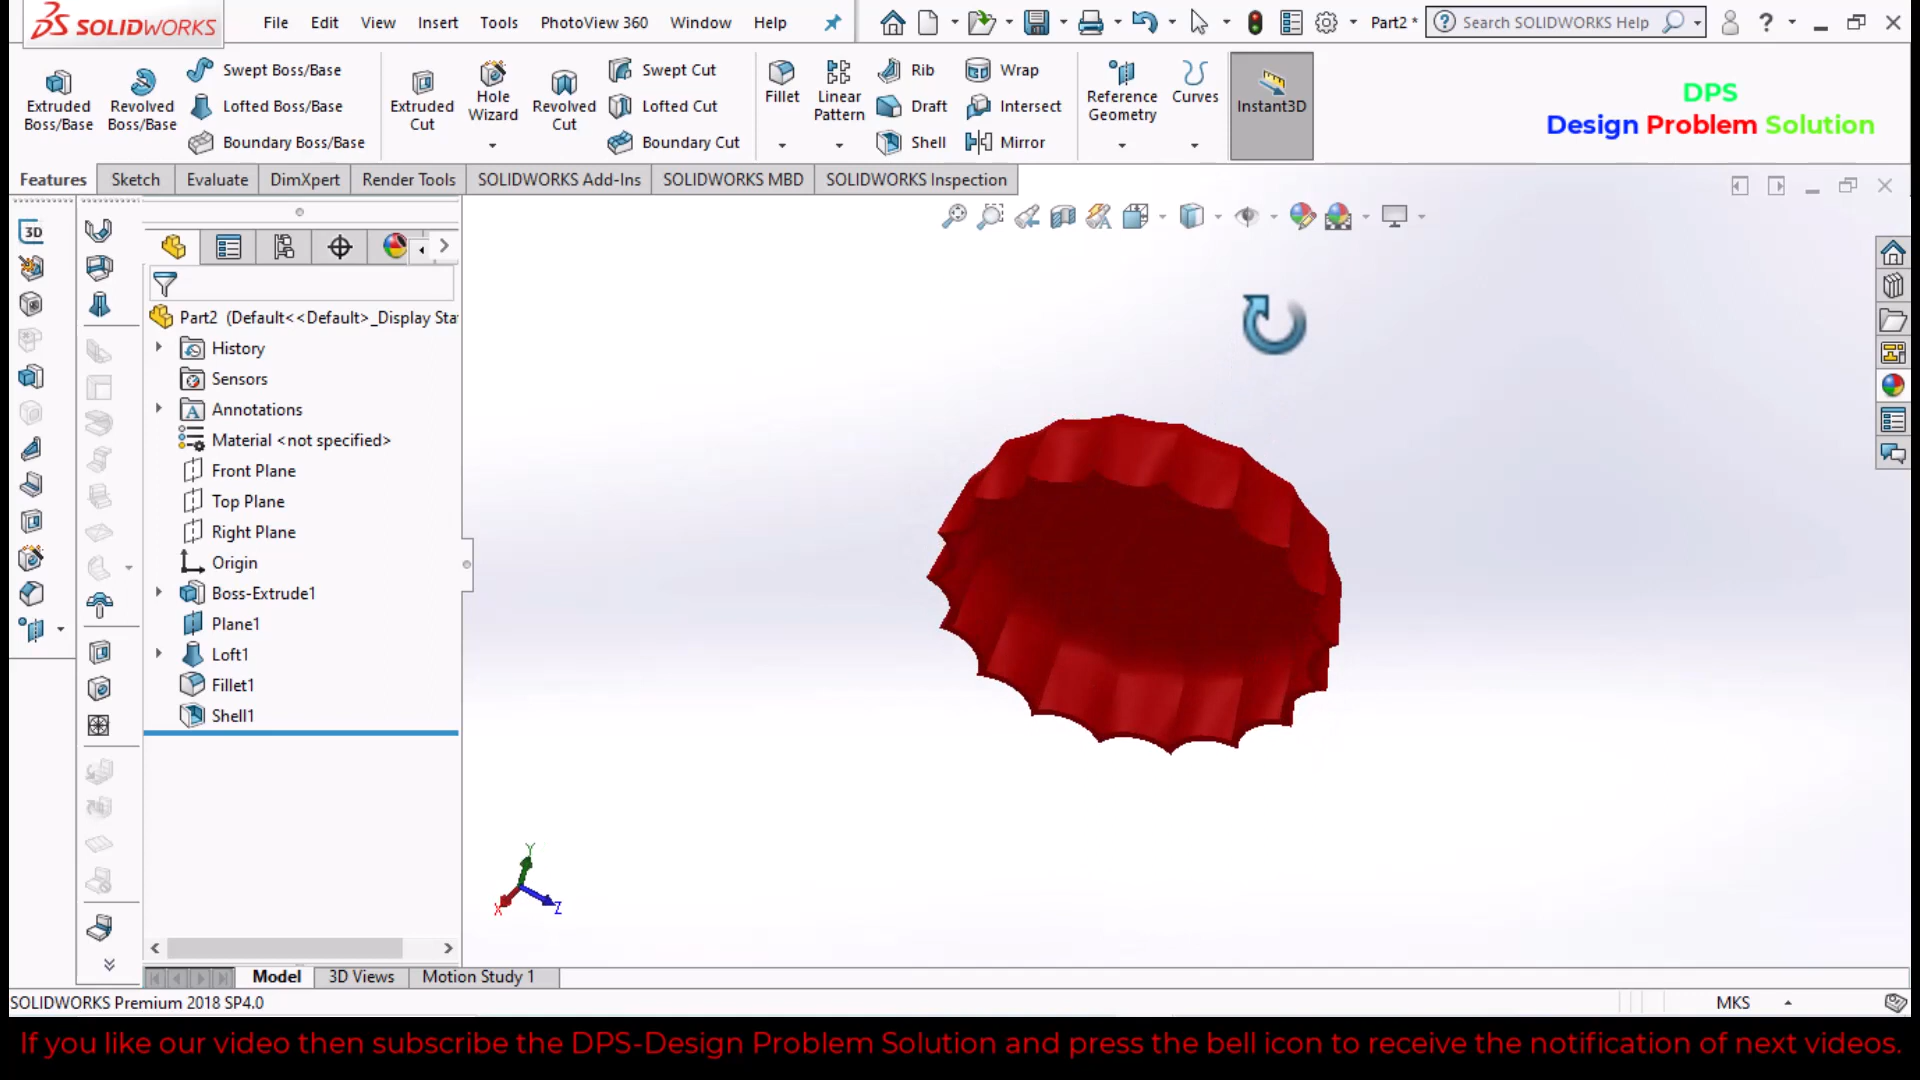 SOLIDWORKS File Edit View Insert Tools PhotoView 360 Window Help Part2 * Search SOLIDWORKS Help ?
Extruded Boss/Base
Revolved Boss/Base
Swept Boss/Base
Lofted Boss/Base
Boundary Boss/Base
Extruded Cut
Hole Wizard
Revolved Cut
Swept Cut
Lofted Cut
Boundary Cut
Fillet
Linear Pattern
Rib
Draft
Shell
Wrap
Intersect
Mirror
Reference Geometry
Curves
Instant3D
DPS
Design Problem Solution
Features Sketch Evaluate DimXpert Render Tools SOLIDWORKS Add-Ins SOLIDWORKS MBD SOLIDWORKS Inspection
3D
Part2 (Default<<Default>_Display Sta
History
Sensors
Annotations
Material <not specified>
Front Plane
Top Plane
Right Plane
Origin
Boss-Extrude1
Plane1
Loft1
Fillet1
Shell1
Y
X
Z
Model 3D Views Motion Study 1
SOLIDWORKS Premium 2018 SP4.0 MKS
If you like our video then subscribe the DPS-Design Problem Solution and press the bell icon to receive the notification of next videos.